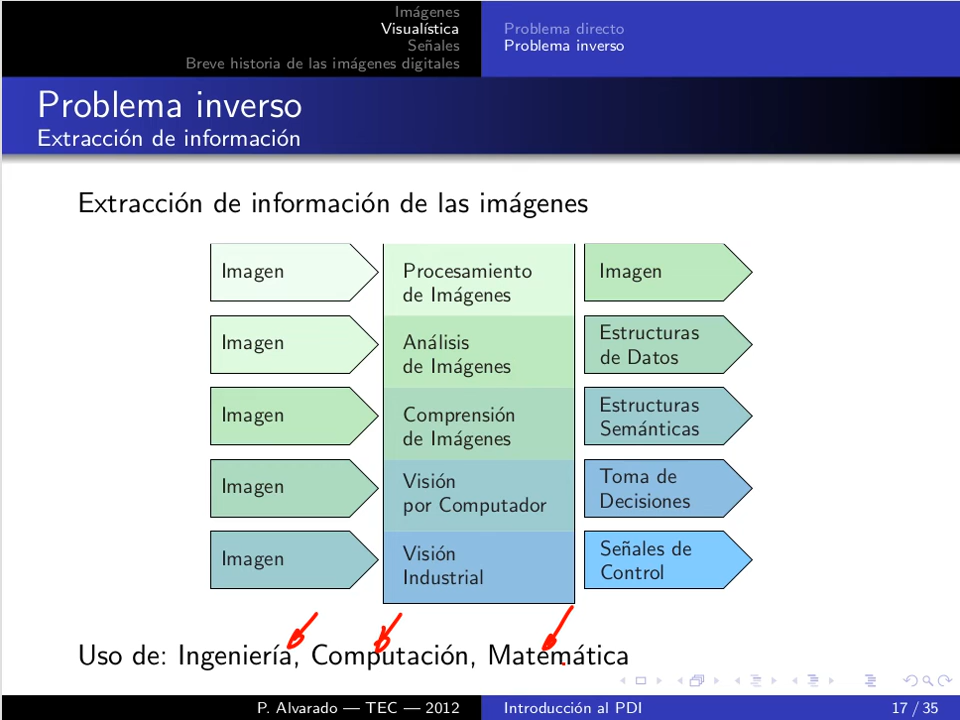 Imágenes
Visualística
Señales
Breve historia de las imágenes digitales
Problema directo
Problema inverso
Problema inverso
Extracción de información
Extracción de información de las imágenes
Imagen
Procesamiento
de Imágenes
Imagen
Imagen
Análisis
de Imágenes
Estructuras
de Datos
Imagen
Comprensión
de Imágenes
Estructuras
Semánticas
Imagen
Visión
por Computador
Toma de
Decisiones
Imagen
Visión
Industrial
Señales de
Control
Uso de: Ingeniería, Computación, Matemática
P. Alvarado — TEC — 2012
Introducción al PDI
17 / 35